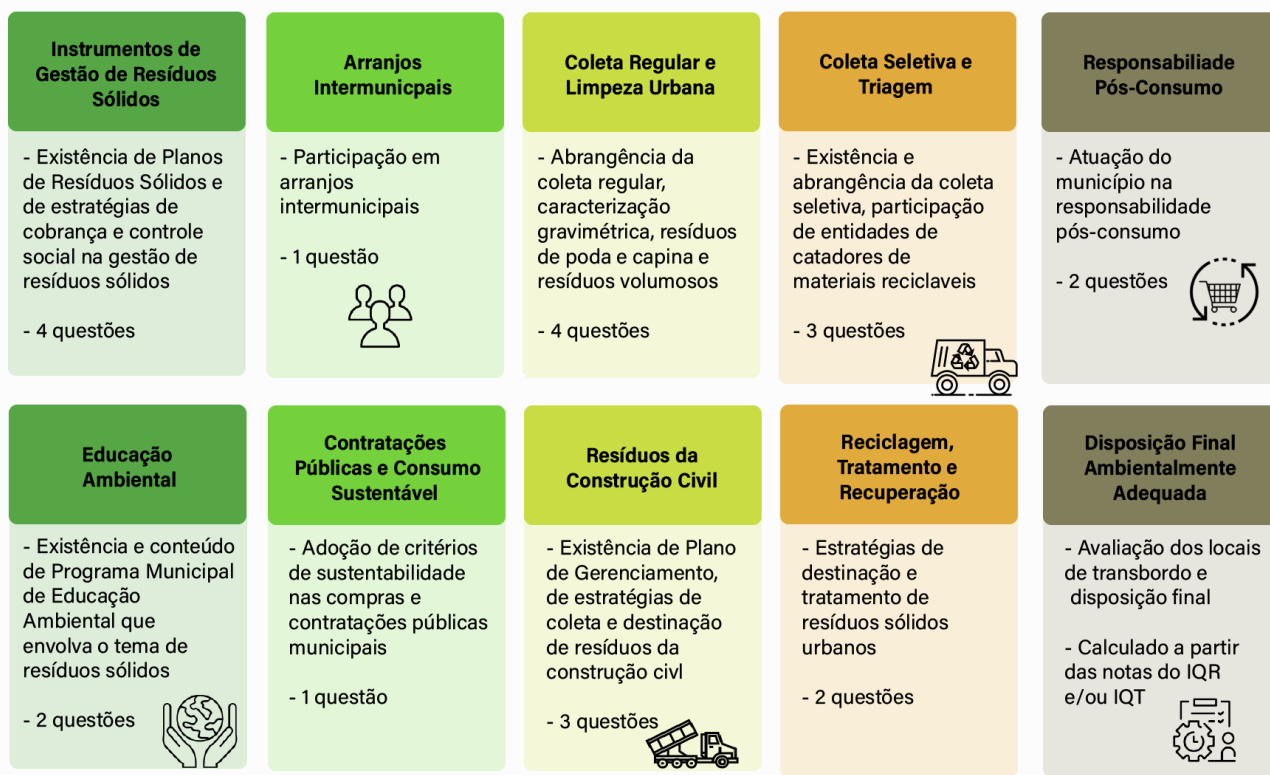 Instrumentos de
Gestão de Resíduos
Sólidos
- Existência de Planos
de Resíduos Sólidos e
de estratégias de
cobrança e controle
social na gestão de
resíduos sólidos
- 4 questões
Arranjos
Intermunicpais
- Participação em
arranjos
intermunicipais
- 1 questão
Coleta Regular e
Limpeza Urbana
- Abrangência da
coleta regular,
caracterização
gravimétrica, resíduos
de poda e capina e
resíduos volumosos
- 4 questões
Coleta Seletiva e
Triagem
- Existência e
abrangência da coleta
seletiva, participação
de entidades de
catadores de
materiais reciclaveis
- 3 questões
Responsabiliade
Pós-Consumo
- Atuação do
município na
responsabilidade
pós-consumo
- 2 questões
Educação
Ambiental
- Existência e conteúdo
de Programa Municipal
de Educação
Ambiental que
envolva o tema de
resíduos sólidos
- 2 questões
Contratações
Públicas e Consumo
Sustentável
- Adoção de critérios
de sustentabilidade
nas compras e
contratações públicas
municipais
- 1 questão
Resíduos da
Construção Civil
- Existência de Plano
de Gerenciamento,
de estratégias de
coleta e destinação
de resíduos da
construção civl
- 3 questões
Reciclagem,
Tratamento e
Recuperação
- Estratégias de
destinação e
tratamento de
resíduos sólidos
urbanos
- 2 questões
Disposição Final
Ambientalmente
Adequada
- Avaliação dos locais
de transbordo e
disposição final
- Calculado a partir
das notas do IQR
e/ou IQT